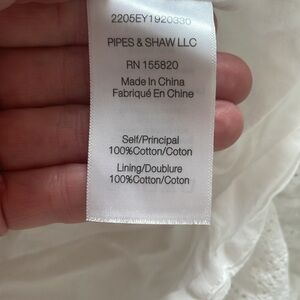 2205EY1920330
PIPES & SHAW LLC
RN 155820
Made In China
Fabriqué En Chine
Self/Principal
100%Cotton/Coton
Lining/Doublure
100%Cotton/Coton